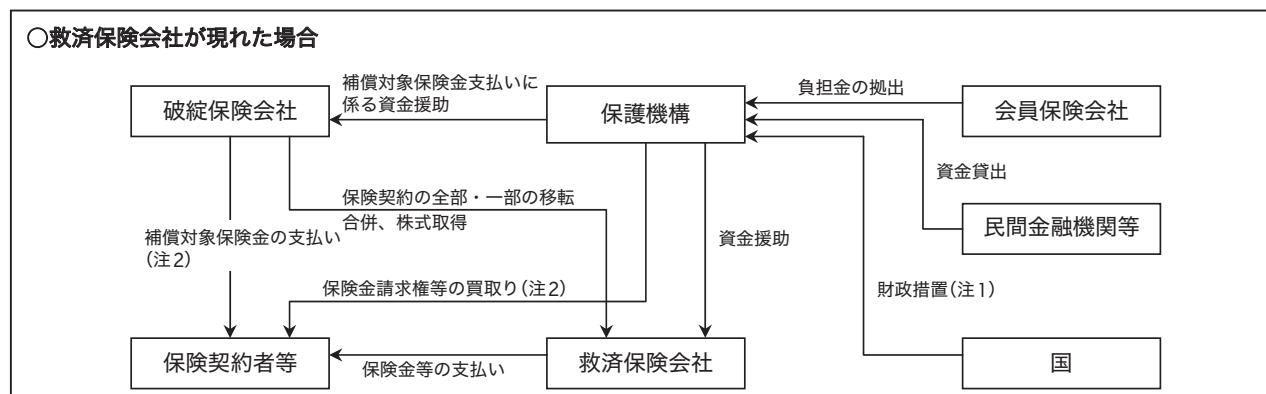 ○救済保険会社が現れた場合
補償対象保険金支払いに
係る資金援助
負担金の拠出
破綻保険会社
保護機構
会員保険会社
資金貸出
保険契約の全部・一部の移転
合併、株式取得
民間金融機関等
補償対象保険金の支払い
(注2)
資金援助
保険金請求権等の買取り(注2)
財政措置(注1)
保険契約者等
保険金等の支払い
救済保険会社
国